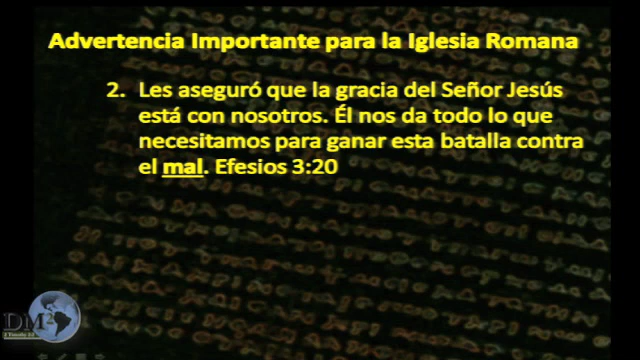 Advertencia Importante para la Iglesia Romana
2. Les aseguró que la gracia del Señor Jesús
está con nosotros. Él nos da todo lo que
necesitamos para ganar esta batalla contra
el mal. Efesios 3:20
DM2